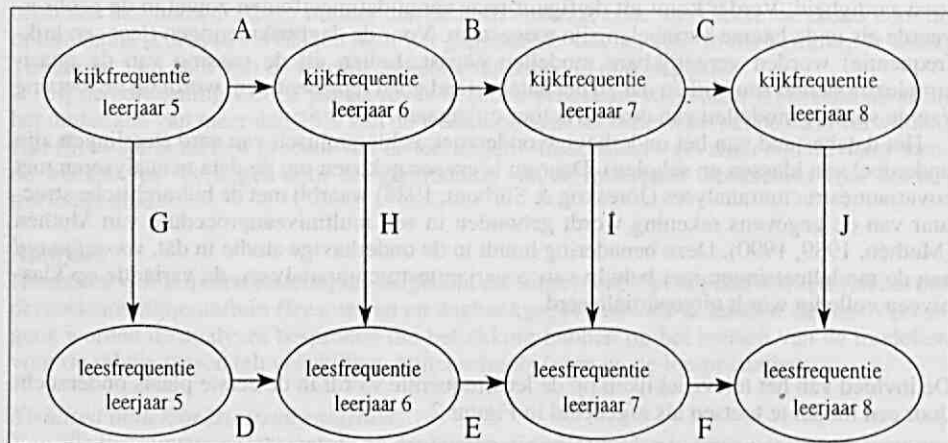 A B C
kijkfrequentie kijkfrequentie kijkfrequentie kijkfrequentie
leerjaar 5 leerjaar 6 leerjaar 7 leerjaar 8
G H I J
leesfrequentie leesfrequentie leesfrequentie leesfrequentie
leerjaar 5 leerjaar 6 leerjaar 7 leerjaar 8
D E F